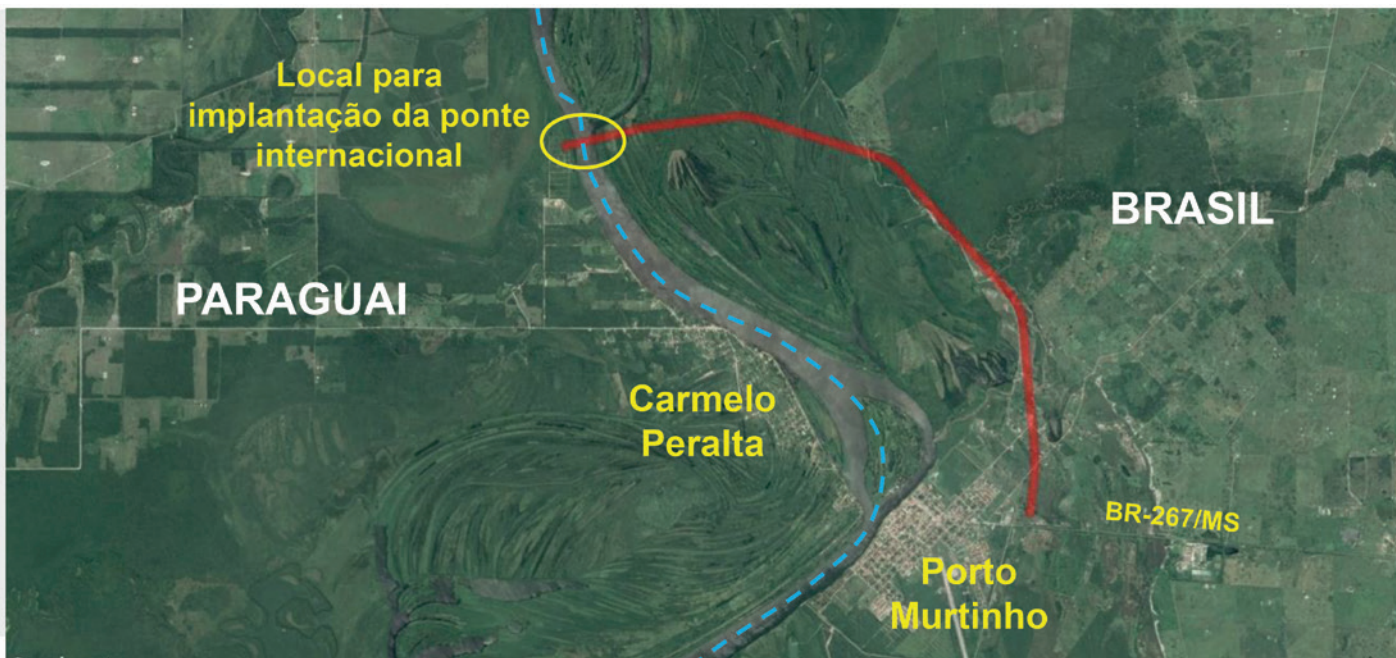 Local para
implantação da ponte
internacional
BRASIL
PARAGUAI
Carmelo
Peralta
BR-267/MS
Porto
Murtinho